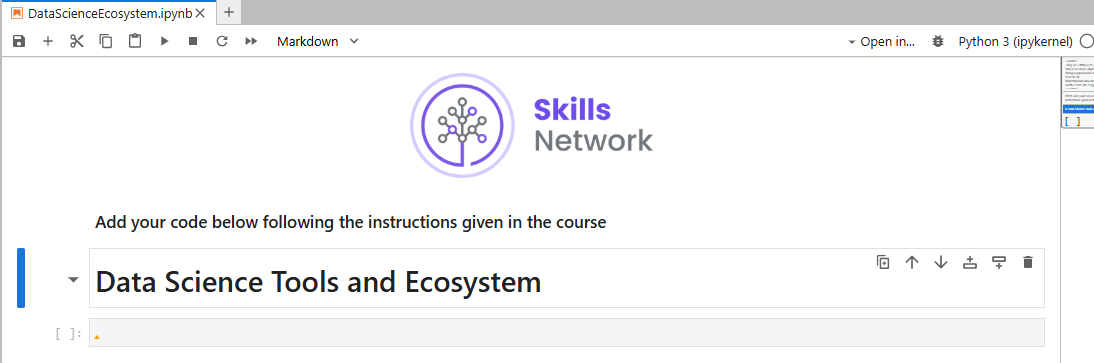 DataScienceEcosystem.ipynb
Markdown
Open in...
Python 3 (ipykernel)
Skills
Network
Add your code below following the instructions given in the course
Data Science Tools and Ecosystem
[ ]:
[ ]